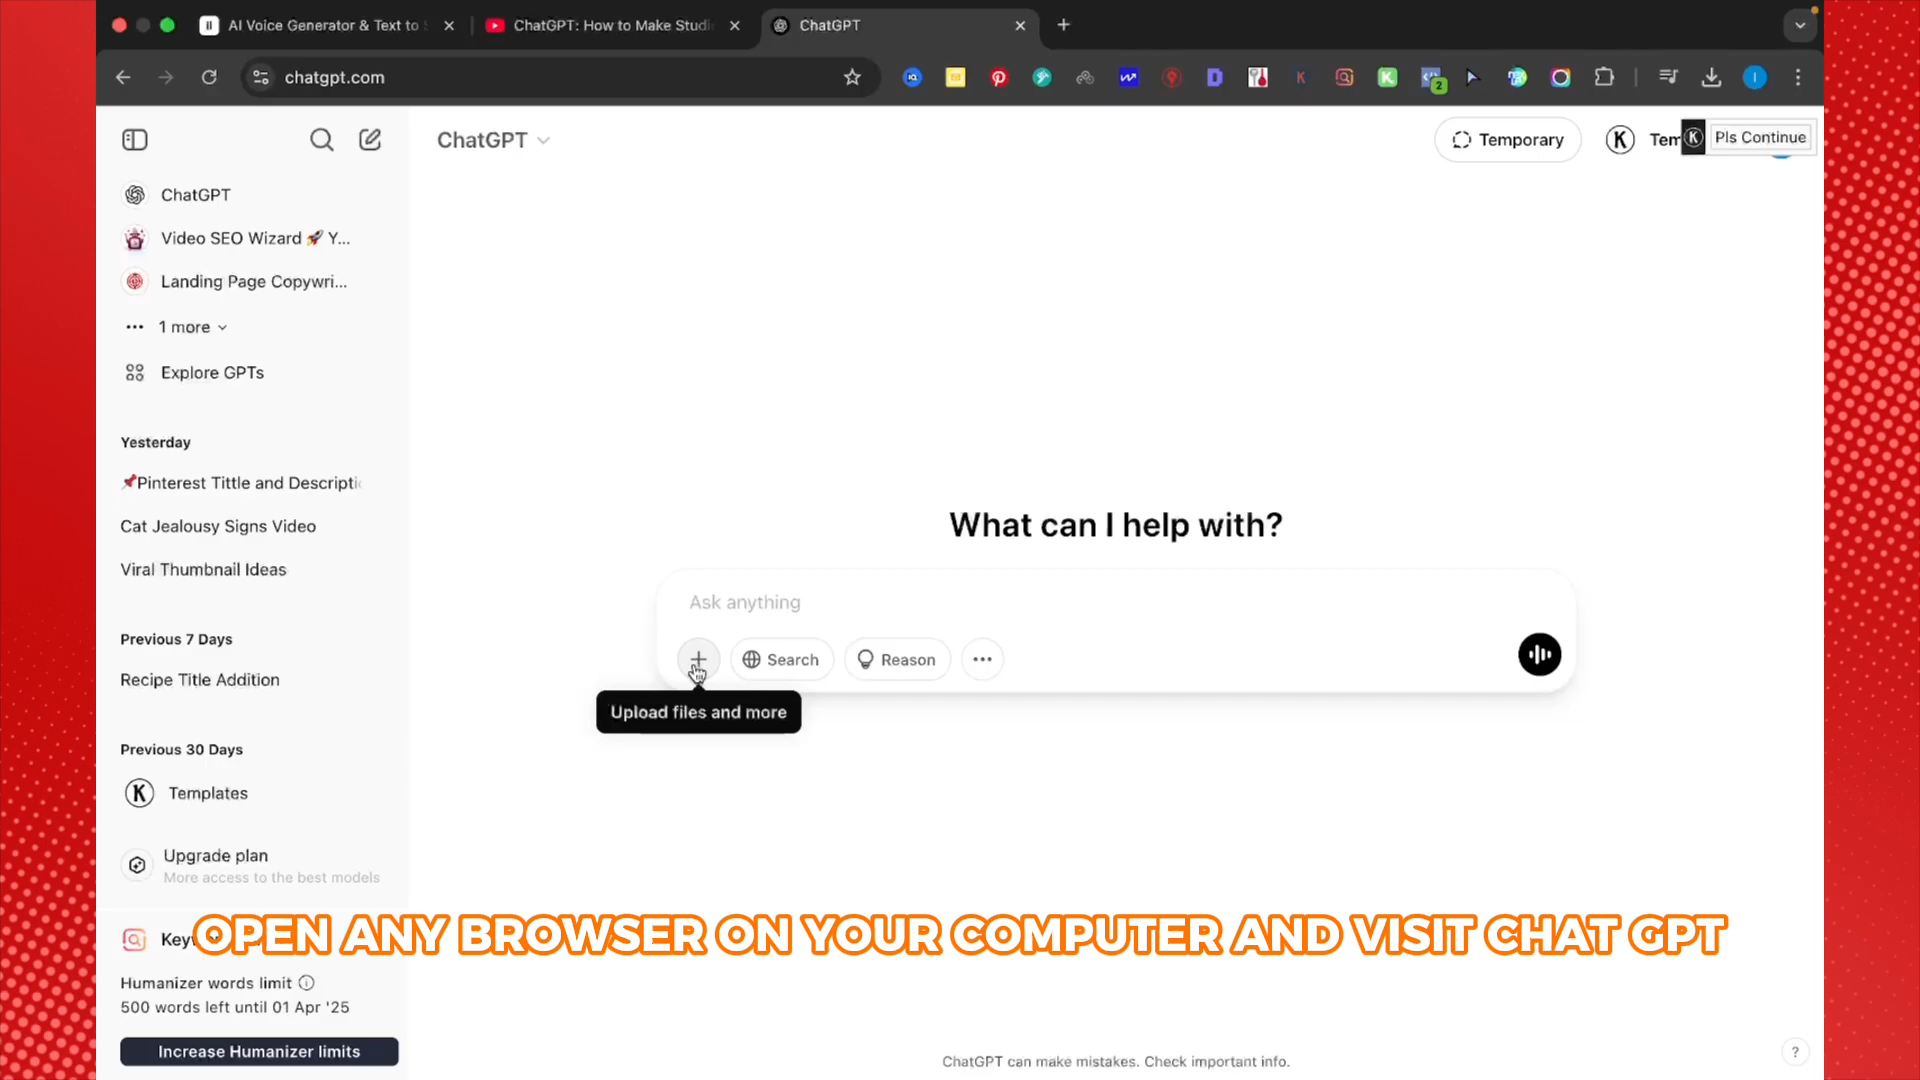 AI Voice Generator & Text to S
ChatGPT: How to Make Studi
ChatGPT
chatgpt.com
2
ChatGPT
Temporary
K
Tem
K
Pls Continue
ChatGPT
Video SEO Wizard 🚀 Y...
Landing Page Copywri...
1 more
Explore GPTs
Yesterday
📌Pinterest Tittle and Descripti
Cat Jealousy Signs Video
Viral Thumbnail Ideas
What can I help with?
Ask anything
Search
Reason
Upload files and more
Previous 7 Days
Recipe Title Addition
Previous 30 Days
K
Templates
Upgrade plan
More access to the best models
Keyw
OPEN ANY BROWSER ON YOUR COMPUTER AND VISIT CHAT GPT
Humanizer words limit
500 words left until 01 Apr '25
Increase Humanizer limits
ChatGPT can make mistakes. Check important info.
?